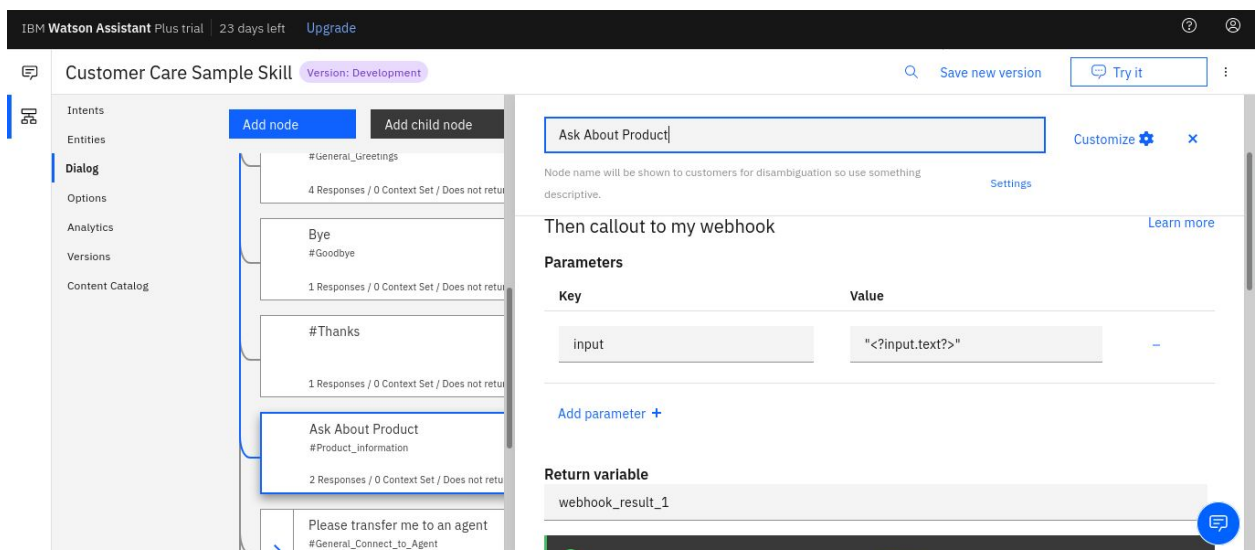 IBM Watson Assistant Plus trial 23 days left Upgrade
Customer Care Sample Skill Version: Development Save new version Try it
Intents
Entities
Dialog
Options
Analytics
Versions
Content Catalog
Add node Add child node
#General_Greetings
4 Responses / 0 Context Set / Does not retu
Bye
#Goodbye
1 Responses / 0 Context Set / Does not retu
#Thanks
1 Responses / 0 Context Set / Does not retu
Ask About Product
#Product_information
2 Responses / 0 Context Set / Does not retu
Please transfer me to an agent
#General_Connect_to_Agent
Ask About Product
Customize
Node name will be shown to customers for disambiguation so use something
descriptive.
Settings
Then callout to my webhook Learn more
Parameters
Key Value
input "<?input.text?>"
Add parameter +
Return variable
webhook_result_1